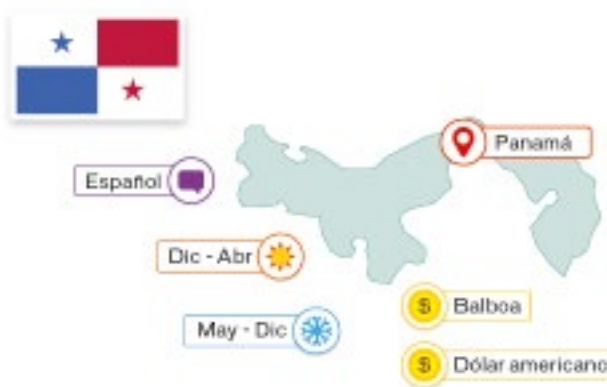 Panamá
Español
Dic - Abr
May - Dic
$ Balboa
$ Dólar americano